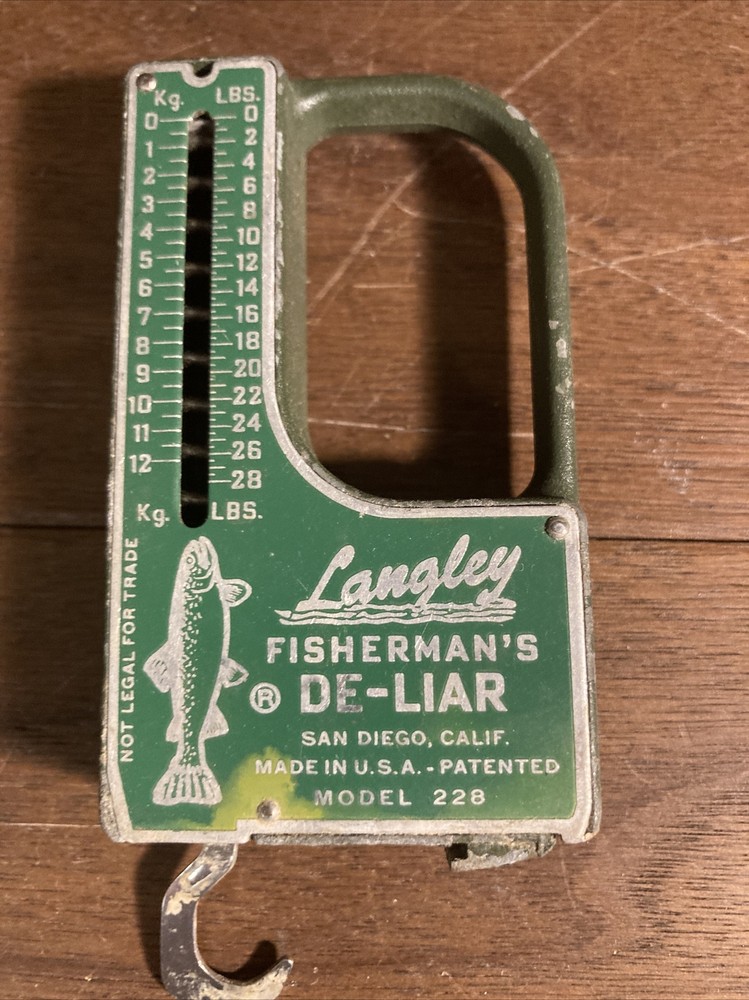 Kg. LBS.
0 0
1 2
2 4
3 6
4 8
5 10
6 12
7 14
8 16
9 18
10 20
11 22
12 24
26
28
Kg. LBS.
NOT LEGAL FOR TRADE
Langley
FISHERMAN'S
® DE-LIAR
SAN DIEGO, CALIF.
MADE IN U.S.A. - PATENTED
MODEL 228